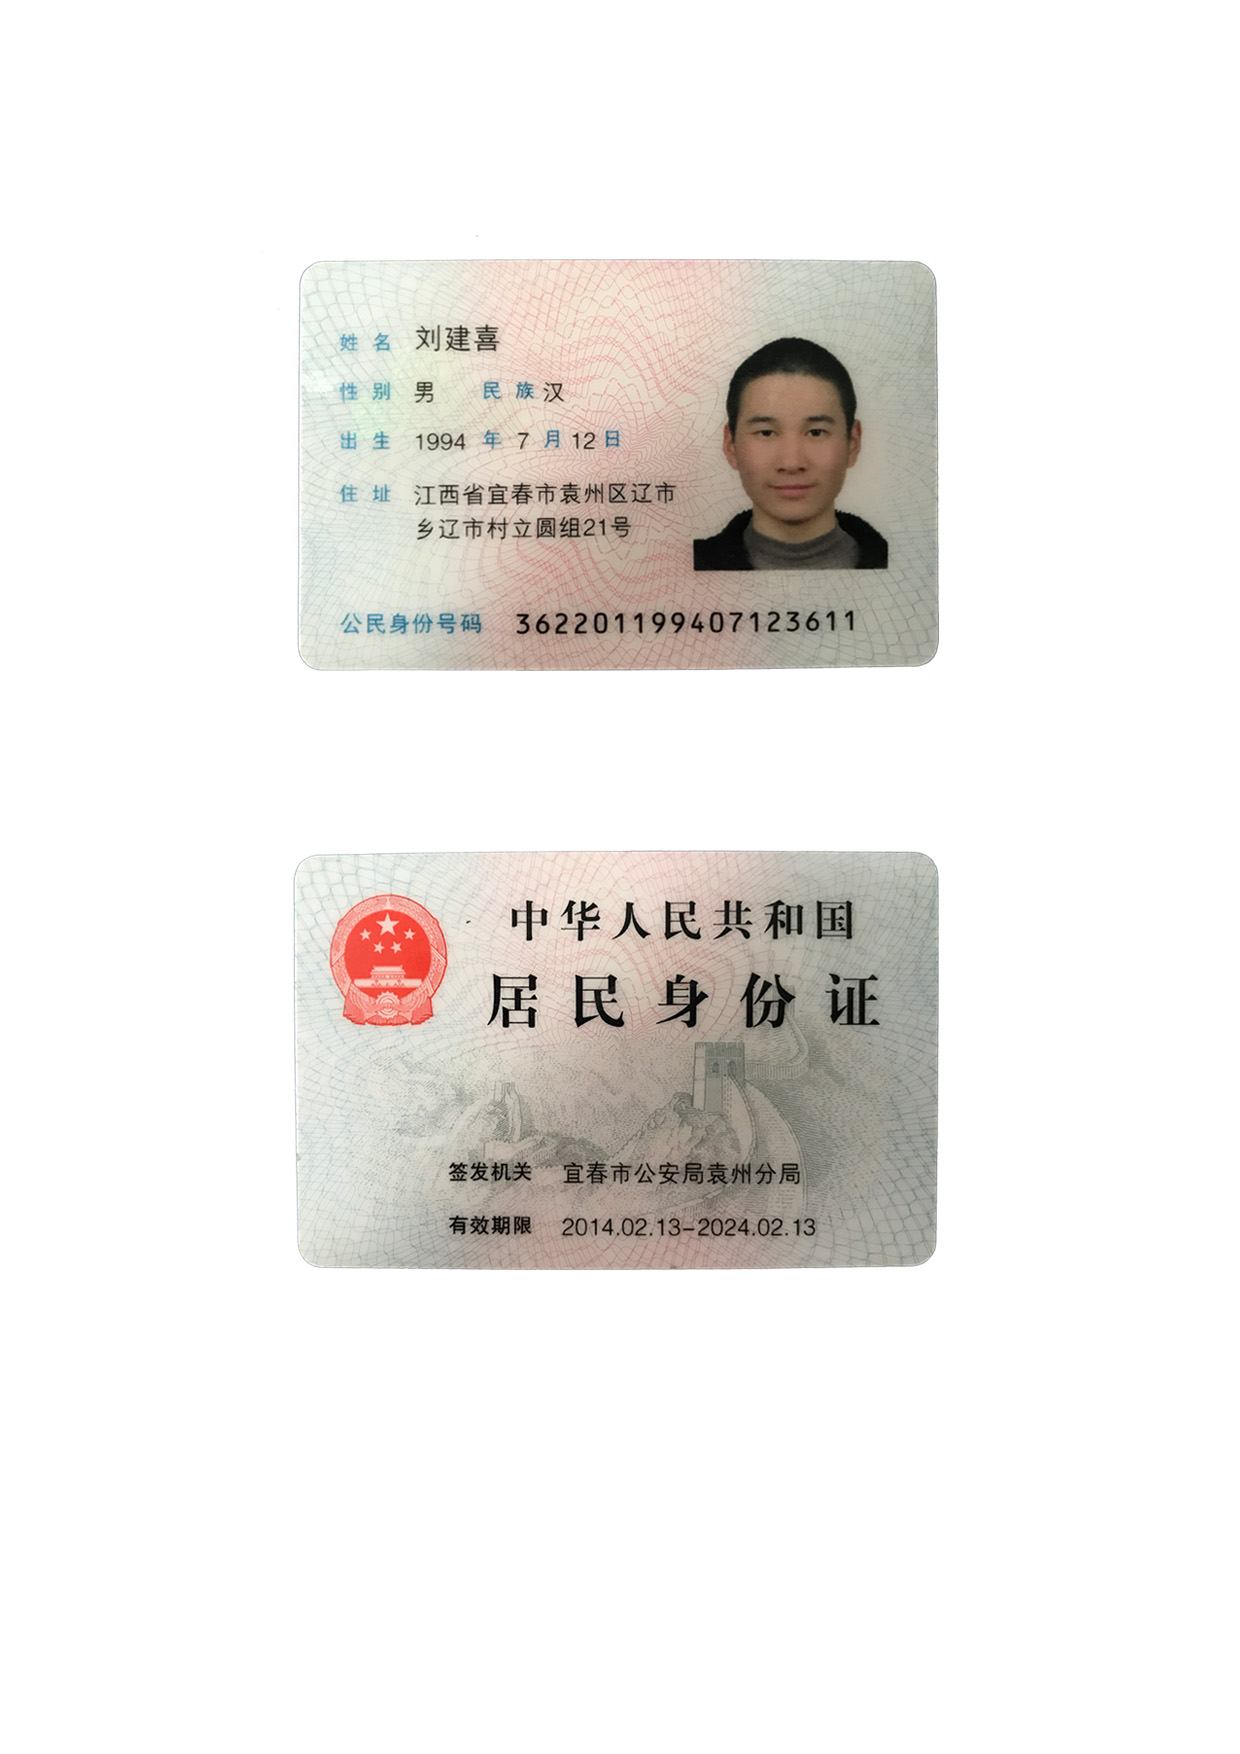 姓名 刘建喜
性别 男 民族 汉
出生 1994 年 7 月 12 日
住址 江西省宜春市袁州区辽市
乡辽市村立圆组21号
公民身份号码 362201199407123611
中华人民共和国
居民身份证
签发机关 宜春市公安局袁州分局
有效期限 2014.02.13-2024.02.13